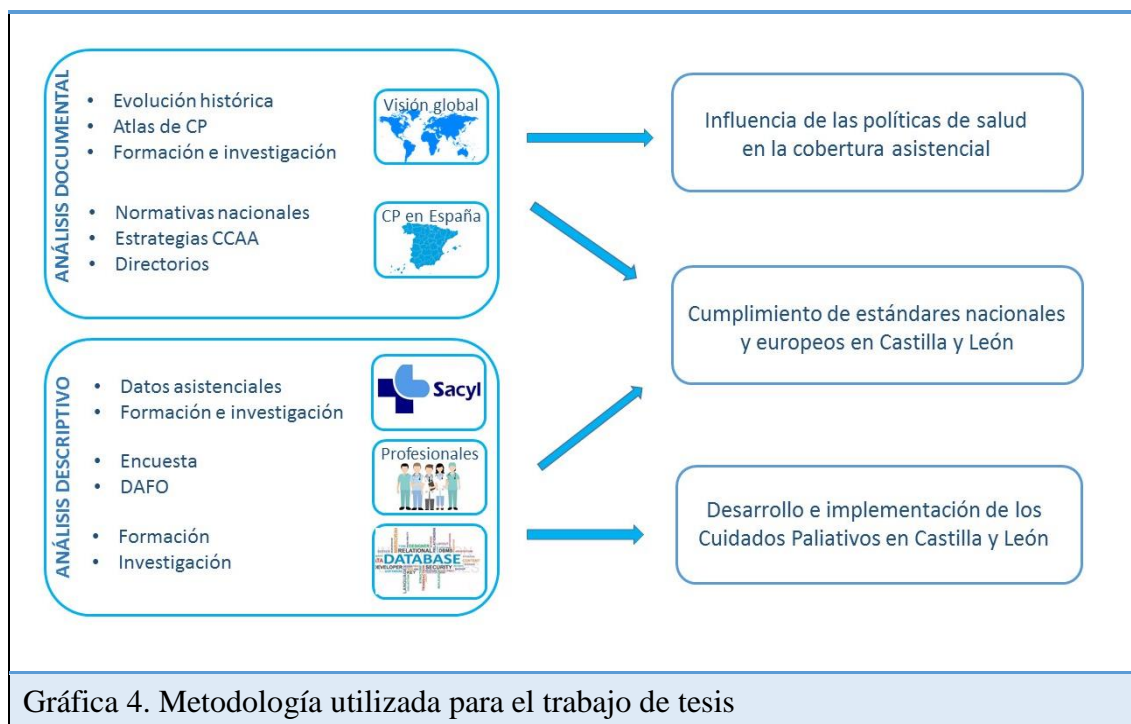 ANÁLISIS DOCUMENTAL
• Evolución histórica
• Atlas de CP
• Formación e investigación
Visión global
• Normativas nacionales
• Estrategias CCAA
• Directorios
CP en España
ANÁLISIS DESCRIPTIVO
• Datos asistenciales
• Formación e investigación
Sacyl
• Encuesta
• DAFO
Profesionales
• Formación
• Investigación
RELATIONAL
DATABASE
DEVELOPER
SECURITY
Influencia de las políticas de salud
en la cobertura asistencial
Cumplimiento de estándares nacionales
y europeos en Castilla y León
Desarrollo e implementación de los
Cuidados Paliativos en Castilla y León
Gráfica 4. Metodología utilizada para el trabajo de tesis